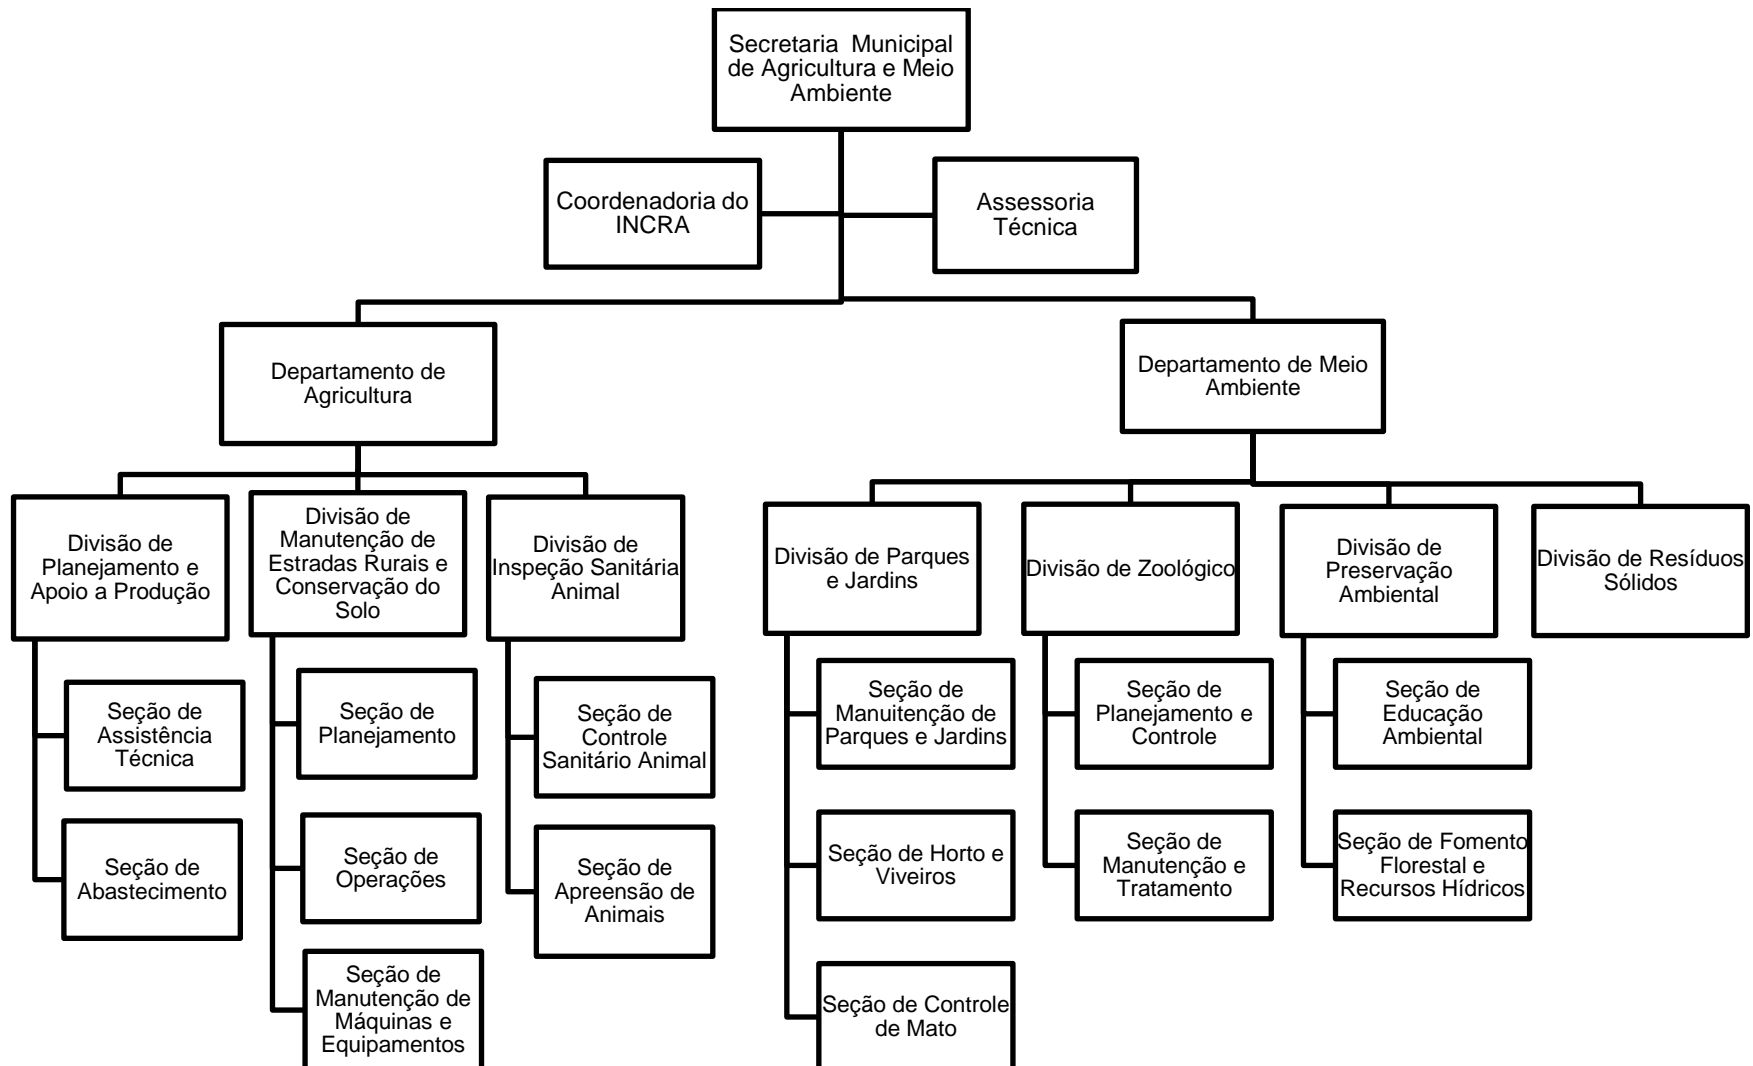 Secretaria  Municipal
de Agricultura e Meio
Ambiente
Coordenadoria do
INCRA
Assessoria
Técnica
Departamento de
Agricultura
Departamento de Meio
Ambiente
Divisão de
Planejamento e
Apoio a Produção
Divisão de
Manutenção de
Estradas Rurais e
Conservação do
Solo
Divisão de
Inspeção Sanitária
Animal
Divisão de Parques
e Jardins
Divisão de Zoológico
Divisão de
Preservação
Ambiental
Divisão de Resíduos
Sólidos
Seção de
Assistência
Técnica
Seção de
Planejamento
Seção de
Controle
Sanitário Animal
Seção de
Manuitenção de
Parques e Jardins
Seção de
Planejamento e
Controle
Seção de
Educação
Ambiental
Seção de
Abastecimento
Seção de
Operações
Seção de
Apreensão de
Animais
Seção de Horto e
Viveiros
Seção de
Manutenção e
Tratamento
Seção de Fomento
Florestal e
Recursos Hídricos
Seção de
Manutenção de
Máquinas e
Equipamentos
Seção de Controle
de Mato